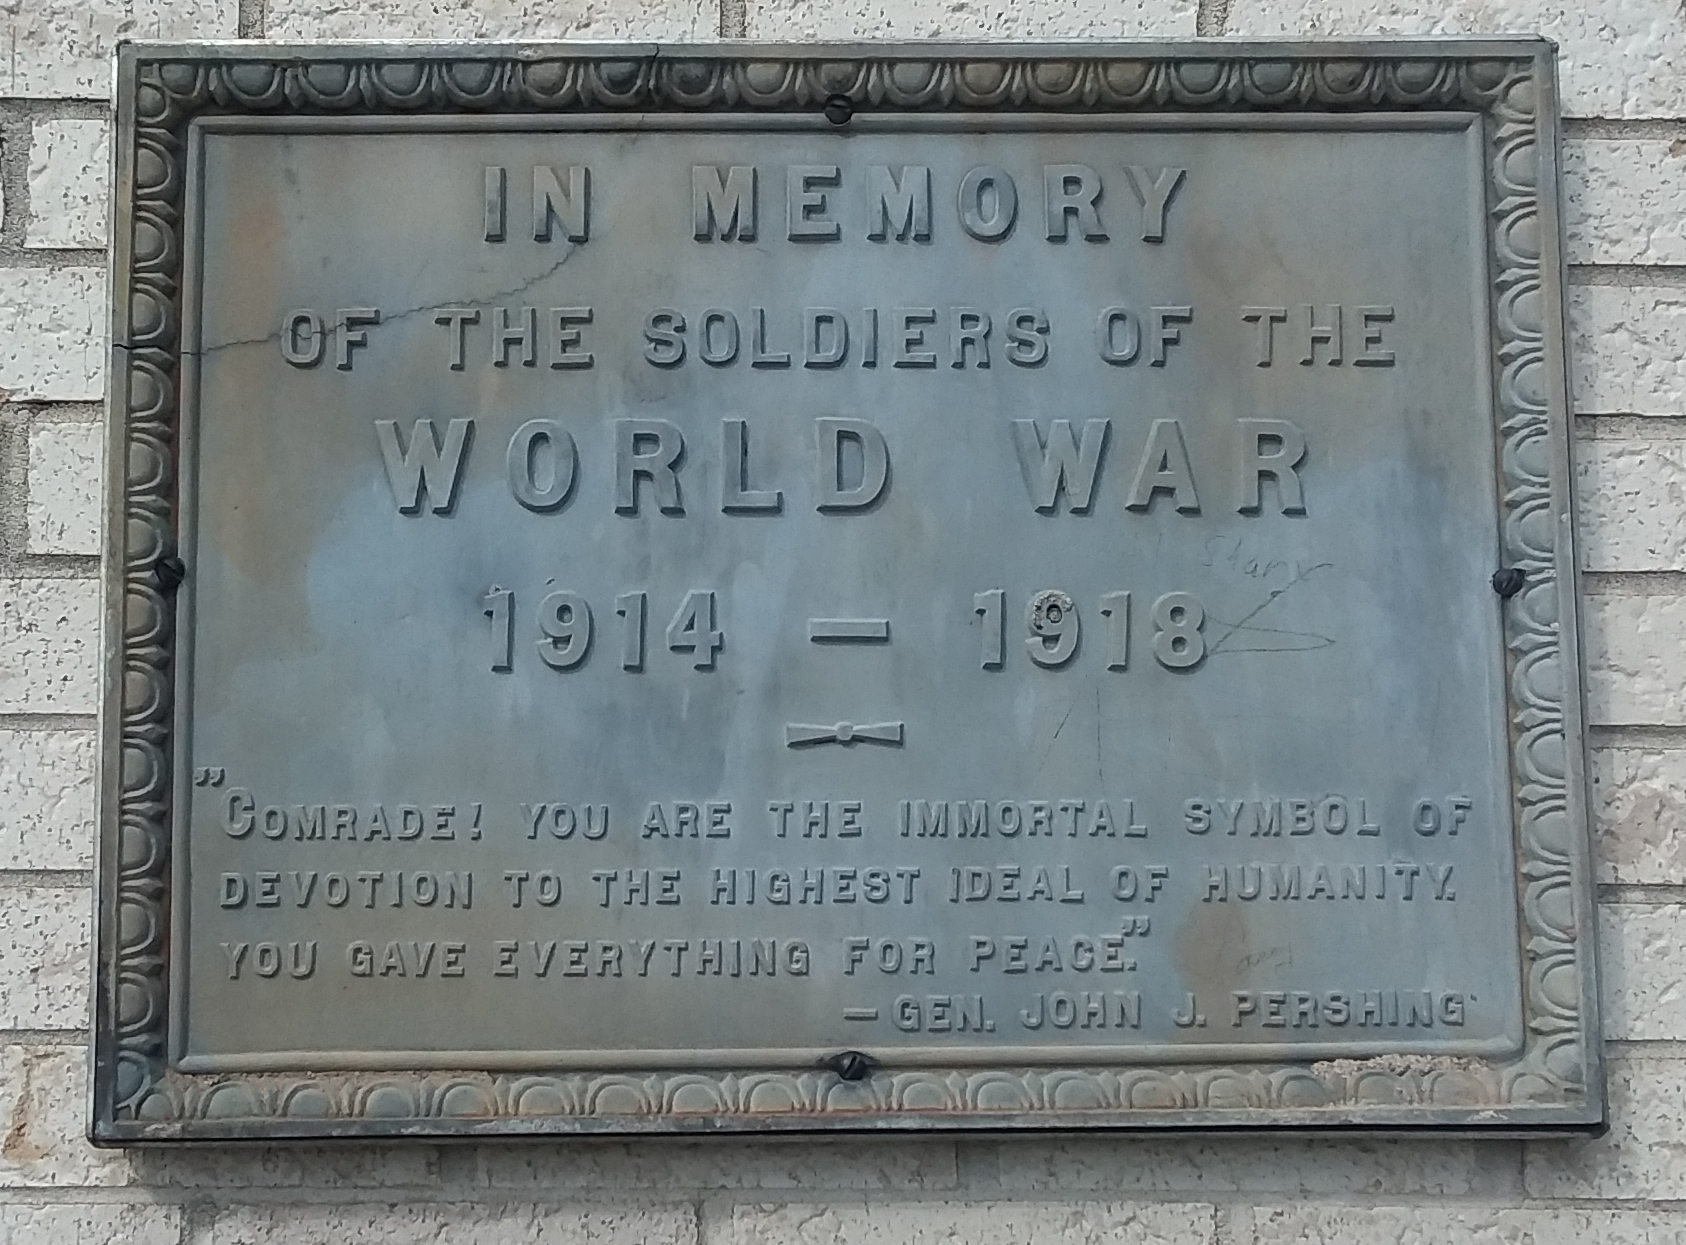 IN MEMORY
OF THE SOLDIERS OF THE
WORLD WAR
1914 — 1918
"COMRADE! YOU ARE THE IMMORTAL SYMBOL OF
DEVOTION TO THE HIGHEST IDEAL OF HUMANITY.
YOU GAVE EVERYTHING FOR PEACE."
—GEN. JOHN J. PERSHING